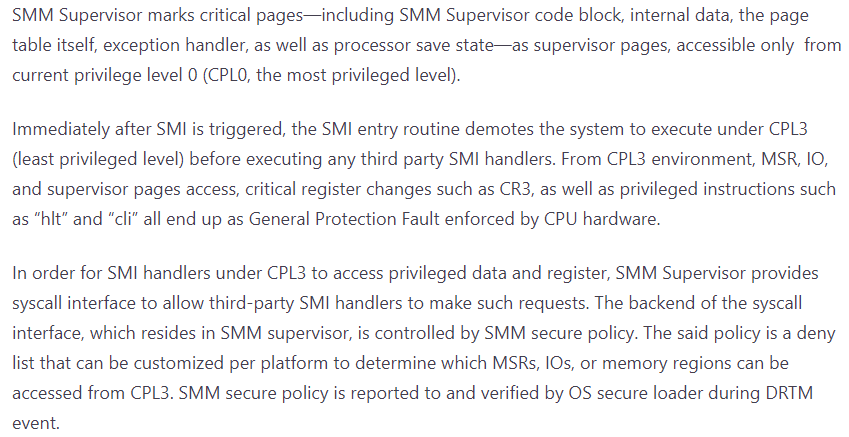 SMM Supervisor marks critical pages—including SMM Supervisor code block, internal data, the page
table itself, exception handler, as well as processor save state—as supervisor pages, accessible only  from
current privilege level 0 (CPL0, the most privileged level).
Immediately after SMI is triggered, the SMI entry routine demotes the system to execute under CPL3
(least privileged level) before executing any third party SMI handlers. From CPL3 environment, MSR, IO,
and supervisor pages access, critical register changes such as CR3, as well as privileged instructions such
as “hlt” and “cli” all end up as General Protection Fault enforced by CPU hardware.
In order for SMI handlers under CPL3 to access privileged data and register, SMM Supervisor provides
syscall interface to allow third-party SMI handlers to make such requests. The backend of the syscall
interface, which resides in SMM supervisor, is controlled by SMM secure policy. The said policy is a deny
list that can be customized per platform to determine which MSRs, IOs, or memory regions can be
accessed from CPL3. SMM secure policy is reported to and verified by OS secure loader during DRTM
event.